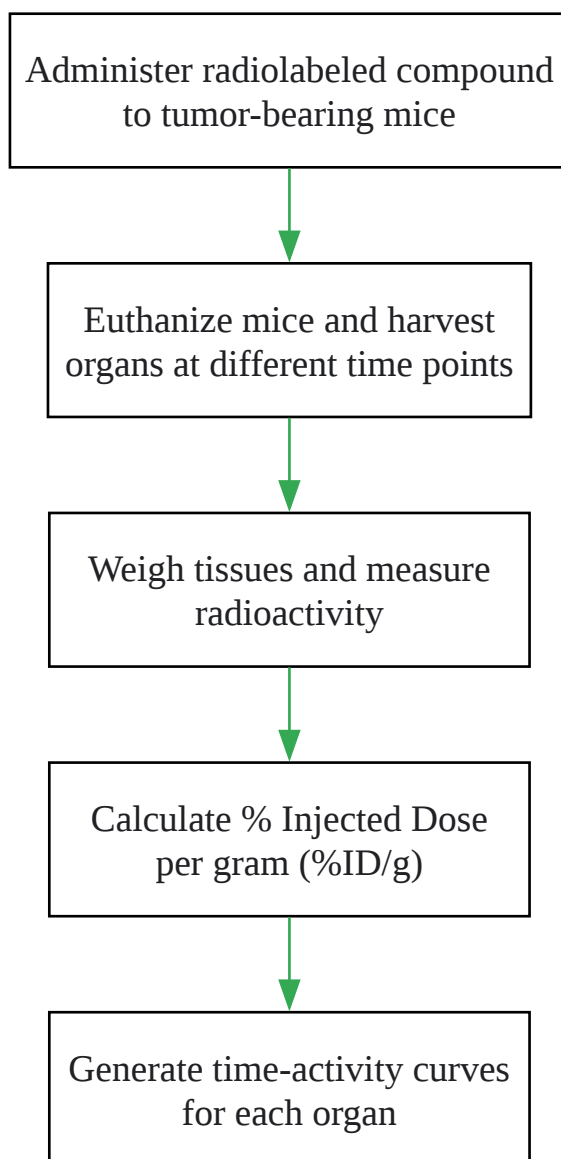 Administer radiolabeled compound
to tumor-bearing mice
Euthanize mice and harvest
organs at different time points
Weigh tissues and measure
radioactivity
Calculate % Injected Dose
per gram (%ID/g)
Generate time-activity curves
for each organ